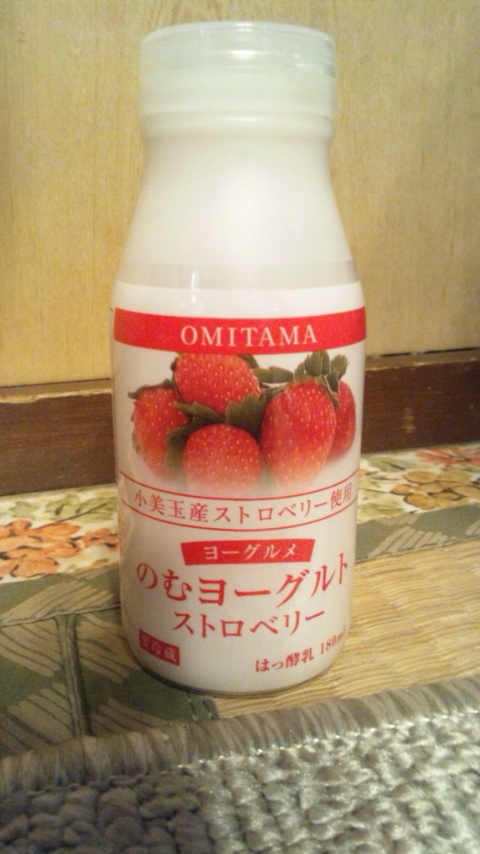 OMITAMA
小美玉産ストロベリー使用
ヨーグルメ
のむヨーグルト
ストロベリー
要冷蔵
はっ酵乳 180ml